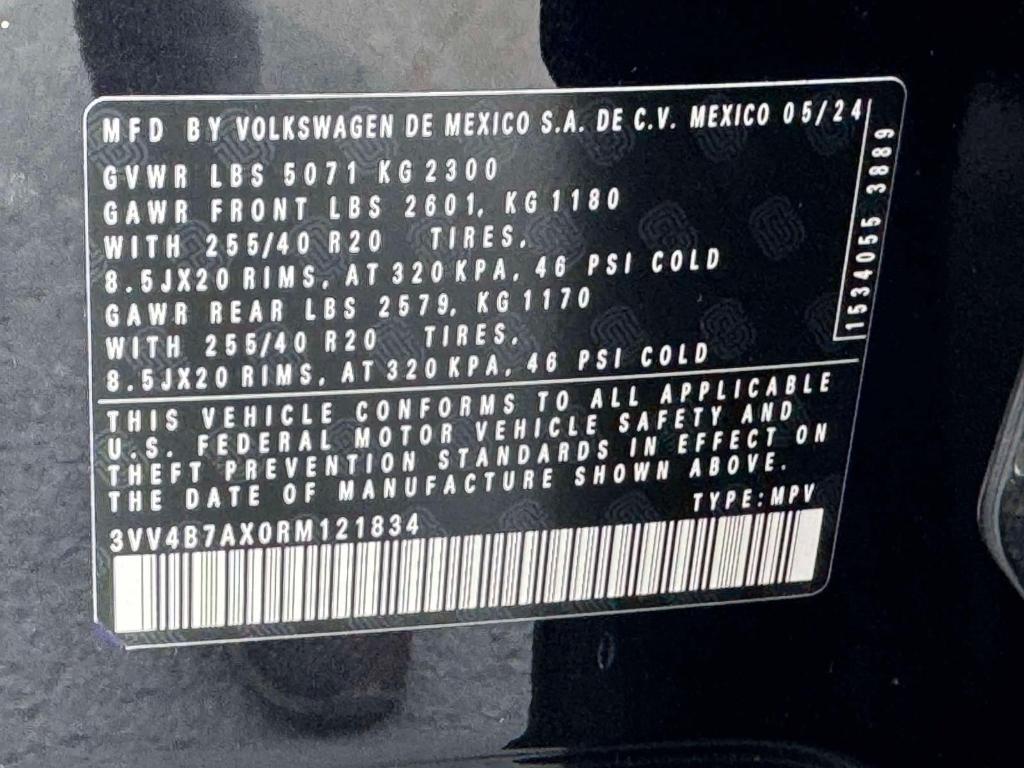 MFD BY VOLKSWAGEN DE MEXICO S.A. DE C.V. MEXICO 05/24
GVWR LBS 5071 KG 2300
GAWR FRONT LBS 2601, KG 1180
WITH 255/40 R20 TIRES,
8.5JX20 RIMS, AT 320 KPA, 46 PSI COLD
GAWR REAR LBS 2579, KG 1170
WITH 255/40 R20 TIRES,
8.5JX20 RIMS, AT 320 KPA, 46 PSI COLD
1534055 3889
THIS VEHICLE CONFORMS TO ALL APPLICABLE
U.S. FEDERAL MOTOR VEHICLE SAFETY AND
THEFT PREVENTION STANDARDS IN EFFECT ON
THE DATE OF MANUFACTURE SHOWN ABOVE.
TYPE:MPV
3VV4B7AX0RM121834